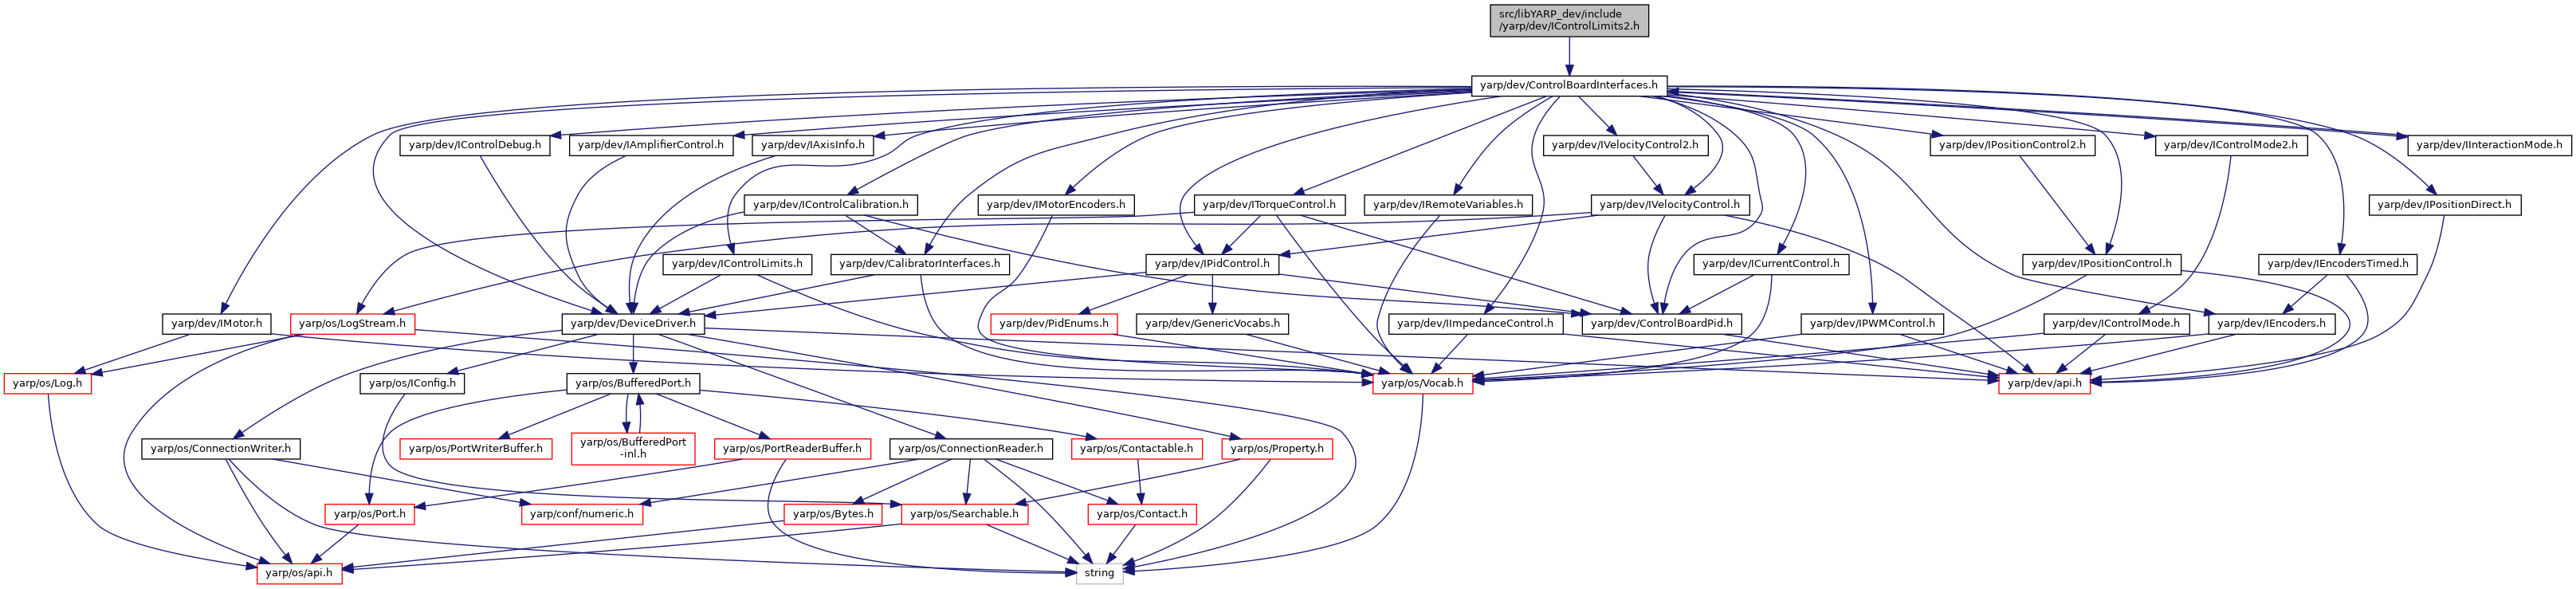 src/libYARP_dev/include
/yarp/dev/IControlLimits2.h
yarp/dev/ControlBoardInterfaces.h
yarp/dev/IControlDebug.h
yarp/dev/IAmplifierControl.h
yarp/dev/IAxisInfo.h
yarp/dev/IVelocityControl2.h
yarp/dev/IPositionControl2.h
yarp/dev/IControlMode2.h
yarp/dev/IInteractionMode.h
yarp/dev/IControlCalibration.h
yarp/dev/IMotorEncoders.h
yarp/dev/ITorqueControl.h
yarp/dev/IRemoteVariables.h
yarp/dev/IVelocityControl.h
yarp/dev/IPositionDirect.h
yarp/dev/IControlLimits.h
yarp/dev/CalibratorInterfaces.h
yarp/dev/IPidControl.h
yarp/dev/ICurrentControl.h
yarp/dev/IPositionControl.h
yarp/dev/IEncodersTimed.h
yarp/dev/IMotor.h
yarp/os/LogStream.h
yarp/dev/DeviceDriver.h
yarp/dev/PidEnums.h
yarp/dev/GenericVocabs.h
yarp/dev/IImpedanceControl.h
yarp/dev/ControlBoardPid.h
yarp/dev/IPWMControl.h
yarp/dev/IControlMode.h
yarp/dev/IEncoders.h
yarp/os/Log.h
yarp/os/IConfig.h
yarp/os/BufferedPort.h
yarp/os/Vocab.h
yarp/dev/api.h
yarp/os/ConnectionWriter.h
yarp/os/PortWriterBuffer.h
yarp/os/BufferedPort
-inl.h
yarp/os/PortReaderBuffer.h
yarp/os/ConnectionReader.h
yarp/os/Contactable.h
yarp/os/Property.h
yarp/os/Port.h
yarp/conf/numeric.h
yarp/os/Bytes.h
yarp/os/Searchable.h
yarp/os/Contact.h
yarp/os/api.h
string